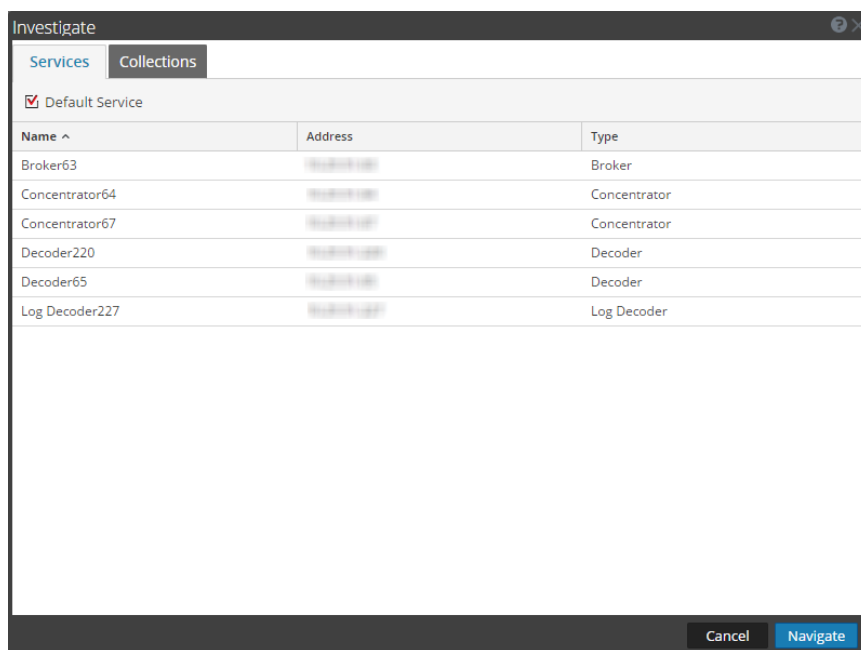 Investigate
Services Collections
Default Service
Name Address Type
Broker63 Broker
Concentrator64 Concentrator
Concentrator67 Concentrator
Decoder220 Decoder
Decoder65 Decoder
Log Decoder227 Log Decoder
Cancel Navigate